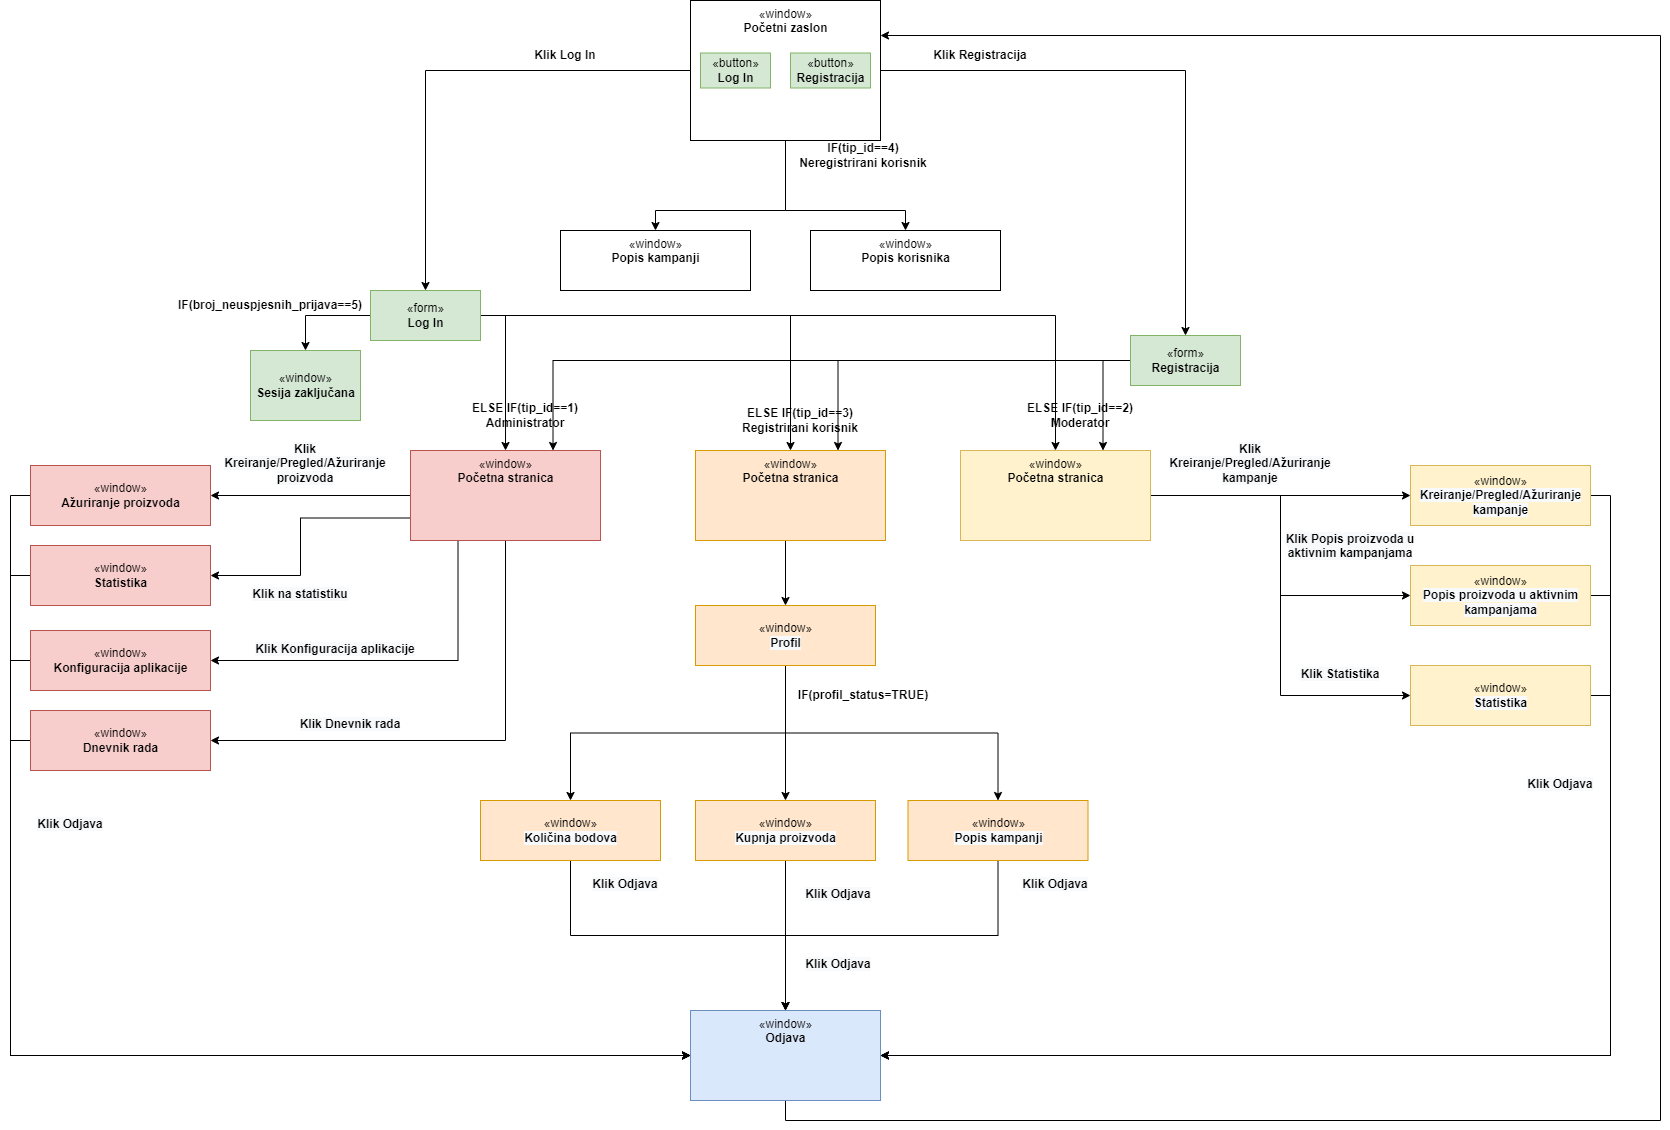 «window»
Početni zaslon
Klik Log In
Klik Registracija
«button»
Log In
«button»
Registracija
IF(tip_id==4)
Neregistrirani korisnik
«window»
Popis kampanji
«window»
Popis korisnika
IF(broj_neuspjesnih_prijava==5)
«form»
Log In
«window»
Sesija zaključana
«form»
Registracija
ELSE IF(tip_id==1)
Administrator
ELSE IF(tip_id==3)
Registrirani korisnik
ELSE IF(tip_id==2)
Moderator
Klik
Kreiranje/Pregled/Ažuriranje
proizvoda
«window»
Početna stranica
«window»
Početna stranica
«window»
Početna stranica
Klik
Kreiranje/Pregled/Ažuriranje
kampanje
«window»
Ažuriranje proizvoda
«window»
Kreiranje/Pregled/Ažuriranje
kampanje
Klik Popis proizvoda u
aktivnim kampanjama
«window»
Statistika
Klik na statistiku
«window»
Popis proizvoda u aktivnim
kampanjama
«window»
Profil
«window»
Konfiguracija aplikacije
Klik Konfiguracija aplikacije
Klik Statistika
«window»
Statistika
IF(profil_status=TRUE)
«window»
Dnevnik rada
Klik Dnevnik rada
Klik Odjava
Klik Odjava
«window»
Količina bodova
«window»
Kupnja proizvoda
«window»
Popis kampanji
Klik Odjava
Klik Odjava
Klik Odjava
Klik Odjava
«window»
Odjava